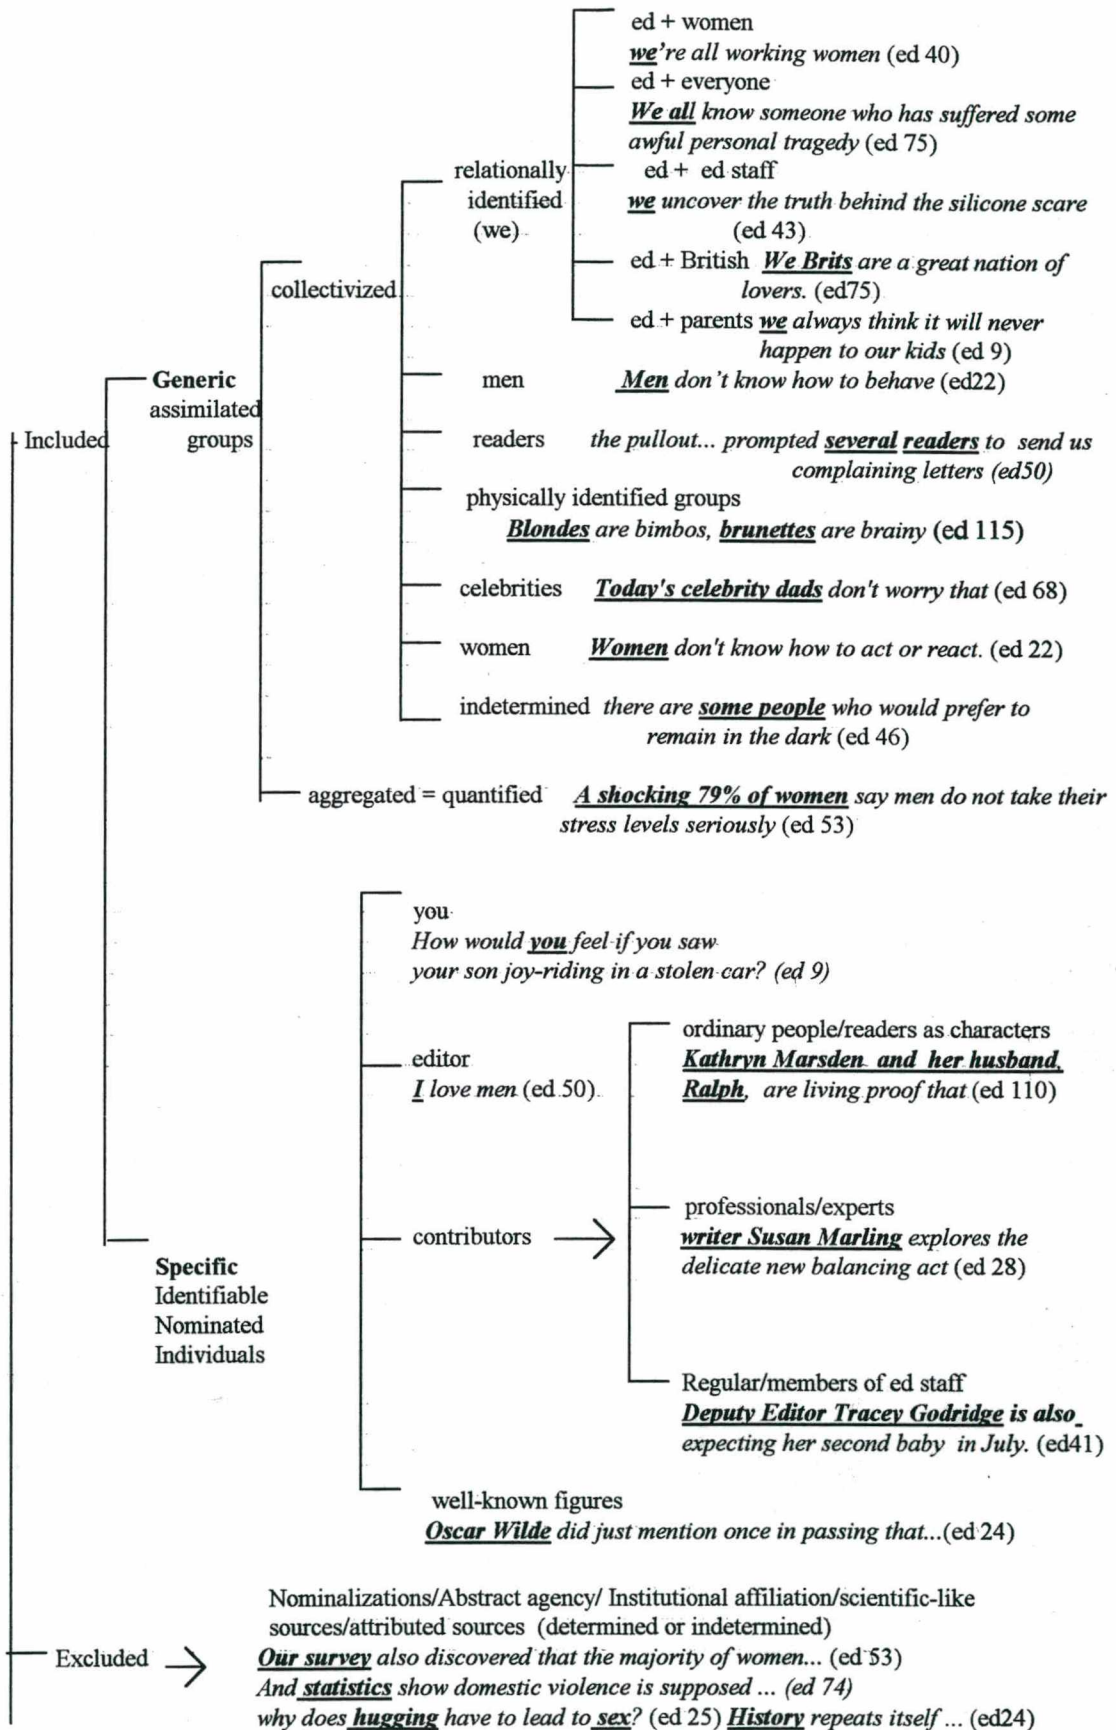 ed + women
we're all working women (ed 40)
ed + everyone
We all know someone who has suffered some
awful personal tragedy (ed 75)
relationally
identified
(we)
ed + ed staff
we uncover the truth behind the silicone scare
(ed 43)
collectivized
ed + British We Brits are a great nation of
lovers. (ed75)
ed + parents we always think it will never
happen to our kids (ed 9)
Generic
assimilated
groups
men Men don't know how to behave (ed22)
Included
readers the pullout... prompted several readers to send us
complaining letters (ed50)
physically identified groups
Blondes are bimbos, brunettes are brainy (ed 115)
celebrities Today's celebrity dads don't worry that (ed 68)
women Women don't know how to act or react. (ed 22)
indetermined there are some people who would prefer to
remain in the dark (ed 46)
aggregated = quantified A shocking 79% of women say men do not take their
stress levels seriously (ed 53)
you
How would you feel if you saw
your son joy-riding in a stolen car? (ed 9)
editor
I love men (ed 50).
ordinary people/readers as characters
Kathryn Marsden and her husband,
Ralph, are living proof that (ed 110)
contributors
professionals/experts
writer Susan Marling explores the
delicate new balancing act (ed 28)
Specific
Identifiable
Nominated
Individuals
Regular/members of ed staff
Deputy Editor Tracey Godridge is also
expecting her second baby in July. (ed41)
well-known figures
Oscar Wilde did just mention once in passing that...(ed 24)
Excluded
Nominalizations/Abstract agency/ Institutional affiliation/scientific-like
sources/attributed sources (determined or indetermined)
Our survey also discovered that the majority of women... (ed 53)
And statistics show domestic violence is supposed ... (ed 74)
why does hugging have to lead to sex? (ed 25) History repeats itself ... (ed24)